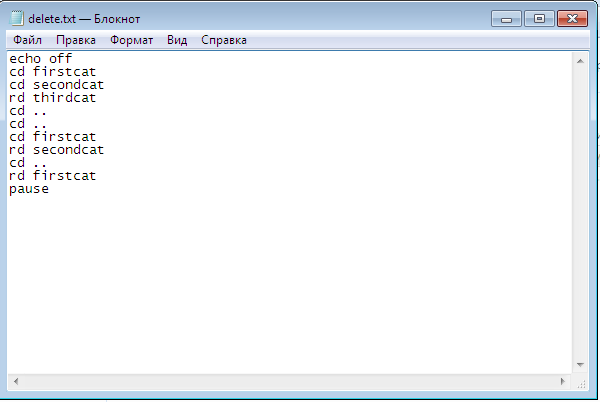 delete.txt — Блокнот
Файл Правка Формат Вид Справка
echo off
cd firstcat
cd secondcat
rd thirdcat
cd ..
cd ..
cd firstcat
rd secondcat
cd ..
rd firstcat
pause